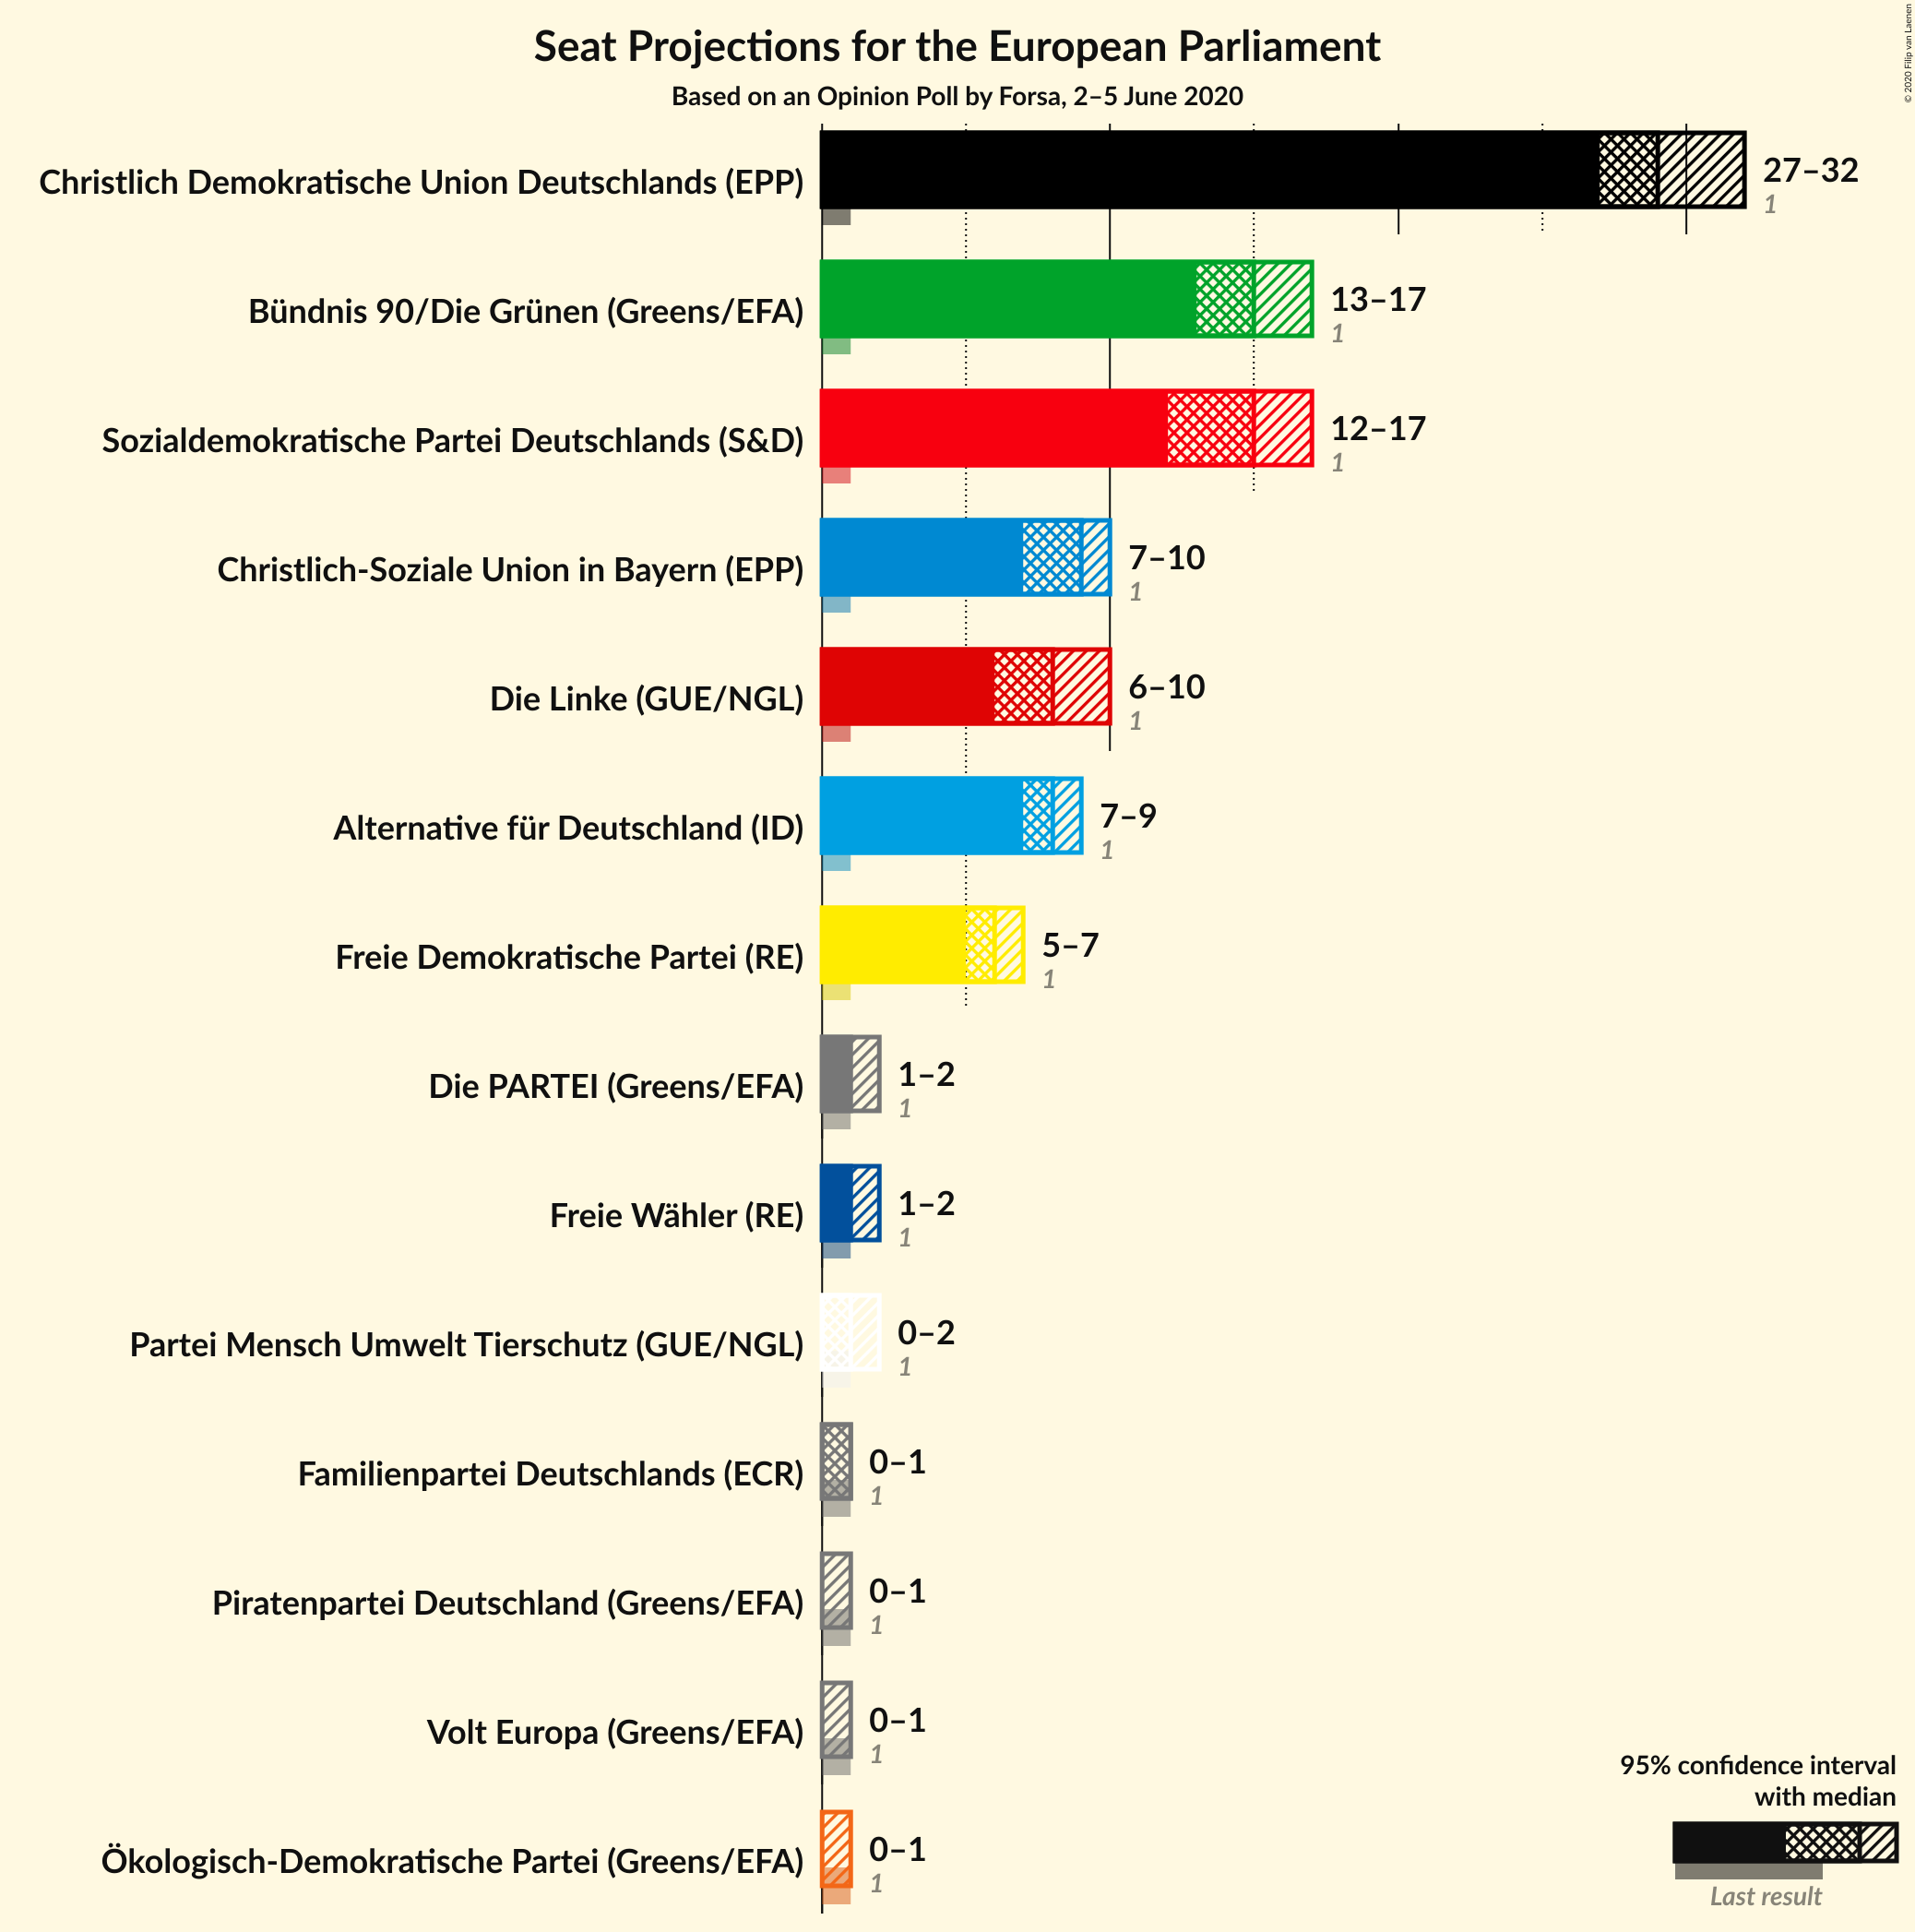 Seat Projections for the European Parliament
Based on an Opinion Poll by Forsa, 2–5 June 2020
© 2020 Filip van Laenen
Christlich Demokratische Union Deutschlands (EPP)
27–32
1
Bündnis 90/Die Grünen (Greens/EFA)
13–17
1
Sozialdemokratische Partei Deutschlands (S&D)
12–17
1
Christlich-Soziale Union in Bayern (EPP)
7–10
1
Die Linke (GUE/NGL)
6–10
1
Alternative für Deutschland (ID)
7–9
1
Freie Demokratische Partei (RE)
5–7
1
Die PARTEI (Greens/EFA)
1–2
1
Freie Wähler (RE)
1–2
1
Partei Mensch Umwelt Tierschutz (GUE/NGL)
0–2
1
Familienpartei Deutschlands (ECR)
0–1
1
Piratenpartei Deutschland (Greens/EFA)
0–1
1
Volt Europa (Greens/EFA)
0–1
1
Ökologisch-Demokratische Partei (Greens/EFA)
0–1
1
95% confidence interval
with median
Last result